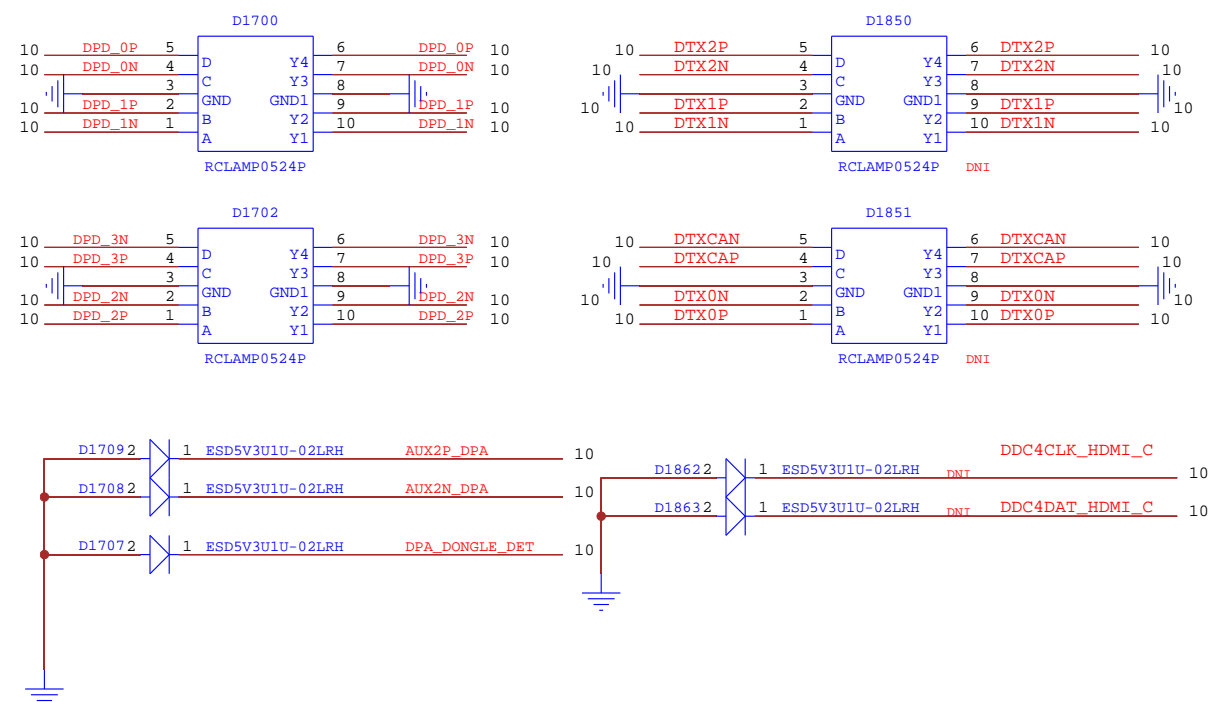 D1700
10 DPD_0P 5 D Y4 6 DPD_0P 10
10 DPD_0N 4 C Y3 7 DPD_0N 10
3 GND GND1 8
10 DPD_1P 2 B Y2 9 DPD_1P 10
10 DPD_1N 1 A Y1 10 DPD_1N 10
RCLAMP0524P
D1850
10 DTX2P 5 D Y4 6 DTX2P 10
10 DTX2N 4 C Y3 7 DTX2N 10
10 3 GND GND1 8 10
DTX1P 2 B Y2 9 DTX1P
10 DTX1N 1 A Y1 10 DTX1N 10
RCLAMP0524P DNI
D1702
10 DPD_3N 5 D Y4 6 DPD_3N 10
10 DPD_3P 4 C Y3 7 DPD_3P 10
3 GND GND1 8
10 DPD_2N 2 B Y2 9 DPD_2N 10
10 DPD_2P 1 A Y1 10 DPD_2P 10
RCLAMP0524P
D1851
10 DTXCAN 5 D Y4 6 DTXCAN 10
10 DTXCAP 4 C Y3 7 DTXCAP 10
3 GND GND1 8
10 DTX0N 2 B Y2 9 DTX0N 10
10 DTX0P 1 A Y1 10 DTX0P 10
RCLAMP0524P DNI
D1709 2 1 ESD5V3U1U-02LRH AUX2P_DPA 10
D1708 2 1 ESD5V3U1U-02LRH AUX2N_DPA 10
D1707 2 1 ESD5V3U1U-02LRH DPA_DONGLE_DET 10
DDC4CLK_HDMI_C
D1862 2 1 ESD5V3U1U-02LRH DNI 10
D1863 2 1 ESD5V3U1U-02LRH DNI DDC4DAT_HDMI_C 10